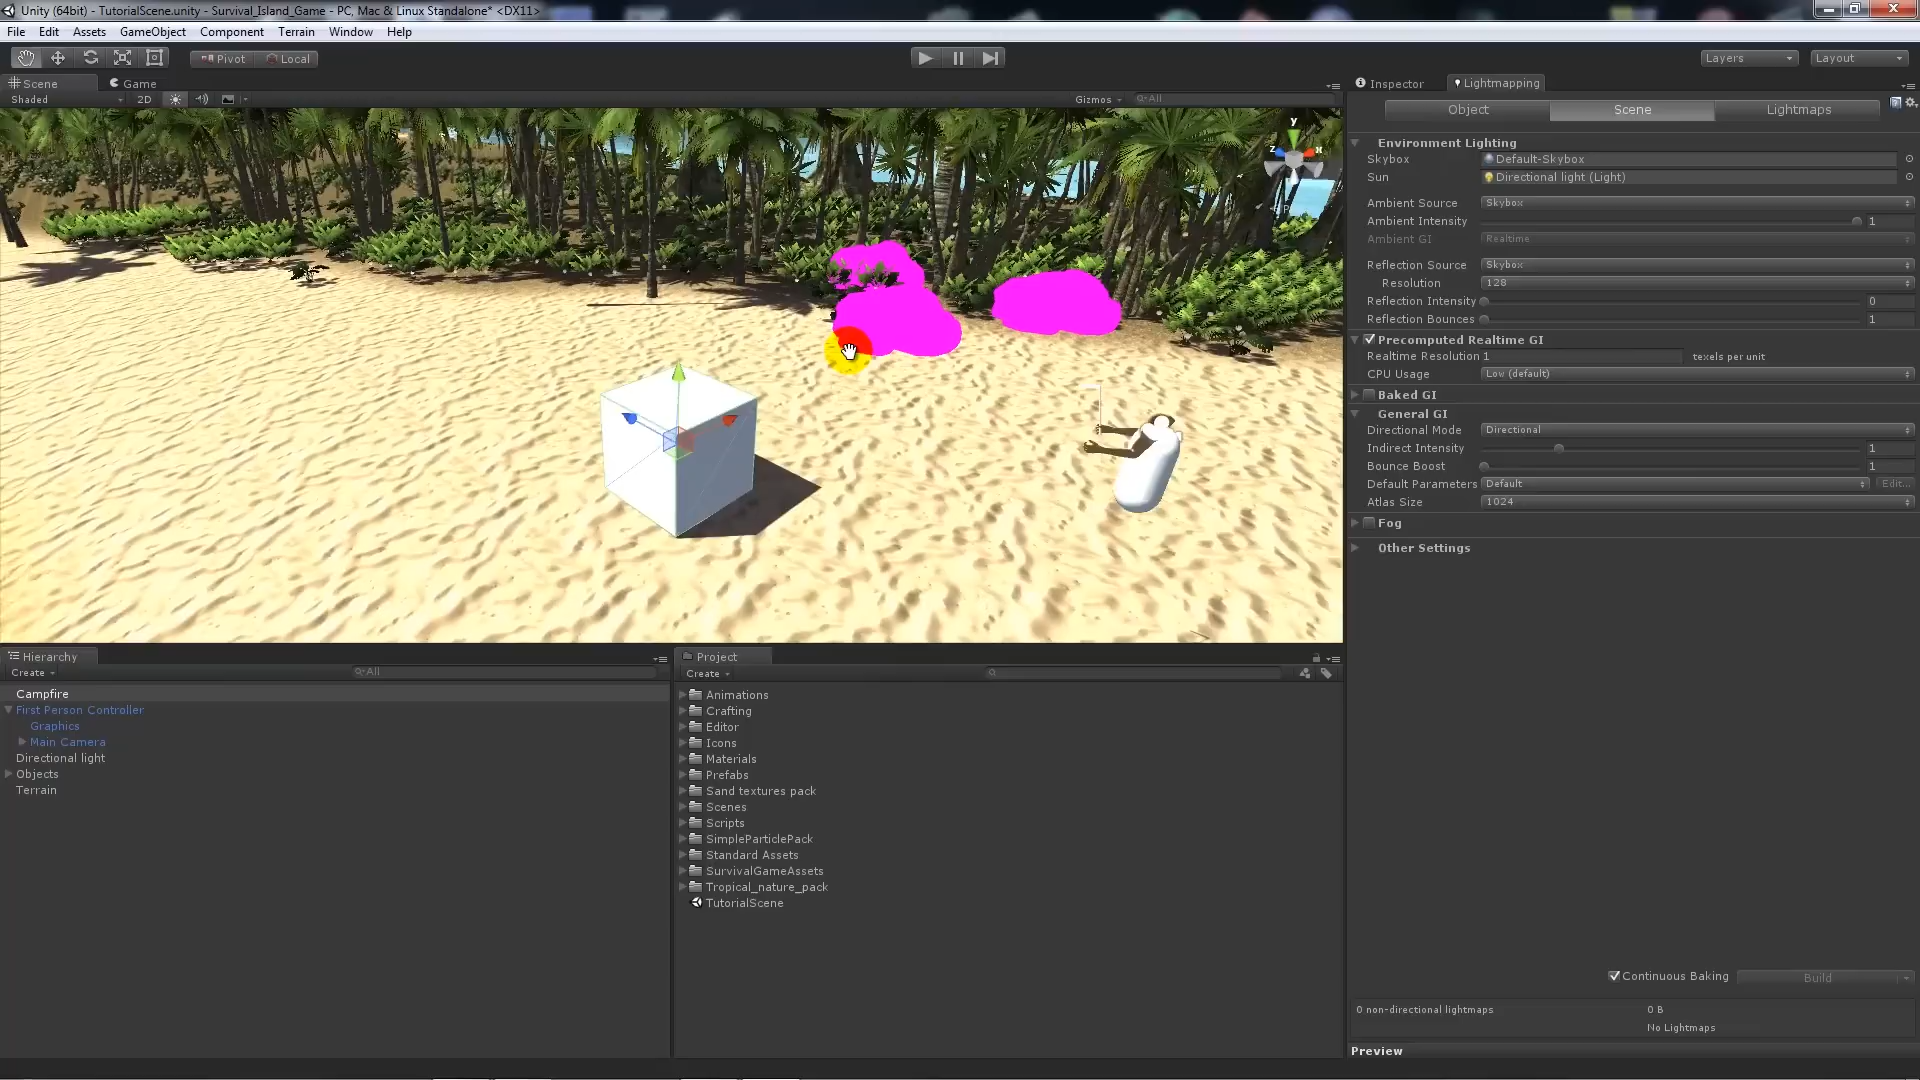 Unity (64bit) - TutorialScene.unity - Survival_Island_Game - PC, Mac & Linux Standalone* <DX11>
File Edit Assets GameObject Component Terrain Window Help
Pivot Local
Layers Layout
Scene Game
Inspector Lightmapping
Shaded 2D Gizmos All
Object Scene Lightmaps
y
z x
Environment Lighting
Skybox Default-Skybox
Sun Directional light (Light)
Ambient Source Skybox
Ambient Intensity 1
Ambient GI Realtime
Reflection Source Skybox
Resolution 128
Reflection Intensity 0
Reflection Bounces 1
Precomputed Realtime GI
Realtime Resolution 1 texels per unit
CPU Usage Low (default)
Baked GI
General GI
Directional Mode Directional
Indirect Intensity 1
Bounce Boost 1
Default Parameters Default Edit...
Atlas Size 1024
Fog
Other Settings
Continuous Baking Build
0 non-directional lightmaps 0 B
No Lightmaps
Preview
Hierarchy
Create All
Campfire
First Person Controller
Graphics
Main Camera
Directional light
Objects
Terrain
Project
Create
Animations
Crafting
Editor
Icons
Materials
Prefabs
Sand textures pack
Scenes
Scripts
SimpleParticlePack
Standard Assets
SurvivalGameAssets
Tropical_nature_pack
TutorialScene